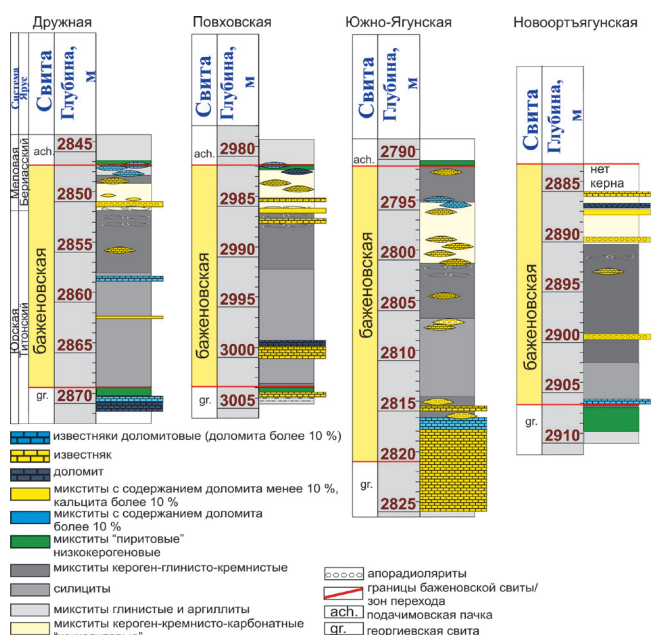 Дружная
Повховская
Южно-Ягунская
Новоортъягунская
Система
Ярус
Свита
Глубина,
м
Свита
Глубина,
м
Свита
Глубина,
м
Свита
Глубина,
м
Меловая
Берриасский
Юрская
Титонский
ach.
баженовская
gr.
2845
2850
2855
2860
2865
2870
ach.
баженовская
gr.
2980
2985
2990
2995
3000
3005
ach.
баженовская
gr.
2790
2795
2800
2805
2810
2815
2820
2825
баженовская
gr.
нет
керна
2885
2890
2895
2900
2905
2910
известняки доломитовые (доломита более 10 %)
известняк
доломит
микститы с содержанием доломита менее 10 %,
кальцита более 10 %
микститы с содержанием доломита
более 10 %
микститы "пиритовые"
низкокерогеновые
микститы кероген-глинисто-кремнистые
силициты
микститы глинистые и аргиллиты
микститы кероген-кремнисто-карбонатные
апорадиоляриты
границы баженовской свиты/
зон перехода
ach. подачимовская пачка
gr. георгиевская свита